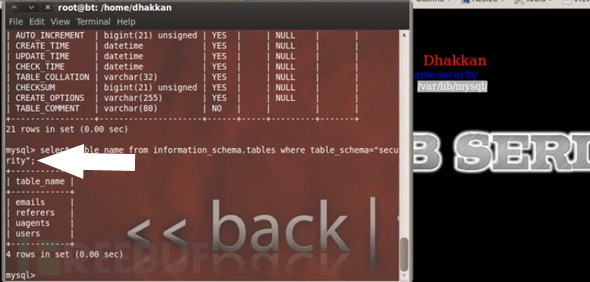 root@bt: /home/dhakkan
File Edit View Terminal Help
| AUTO_INCREMENT | bigint(21) unsigned | YES | | NULL | |
| CREATE_TIME | datetime | YES | | NULL | |
| UPDATE_TIME | datetime | YES | | NULL | |
| CHECK_TIME | datetime | YES | | NULL | |
| TABLE_COLLATION | varchar(32) | YES | | NULL | |
| CHECKSUM | bigint(21) unsigned | YES | | NULL | |
| CREATE_OPTIONS | varchar(255) | YES | | NULL | |
| TABLE_COMMENT | varchar(80) | NO | | | |
21 rows in set (0.00 sec)
mysql> select table_name from information_schema.tables where table_schema="secu
rity";
| table_name |
| emails |
| referers |
| uagents |
| users |
4 rows in set (0.00 sec)
mysql>
<< back |
REEBUF
Dhakkan
ame security
/var/lib/mysql/
B SERI